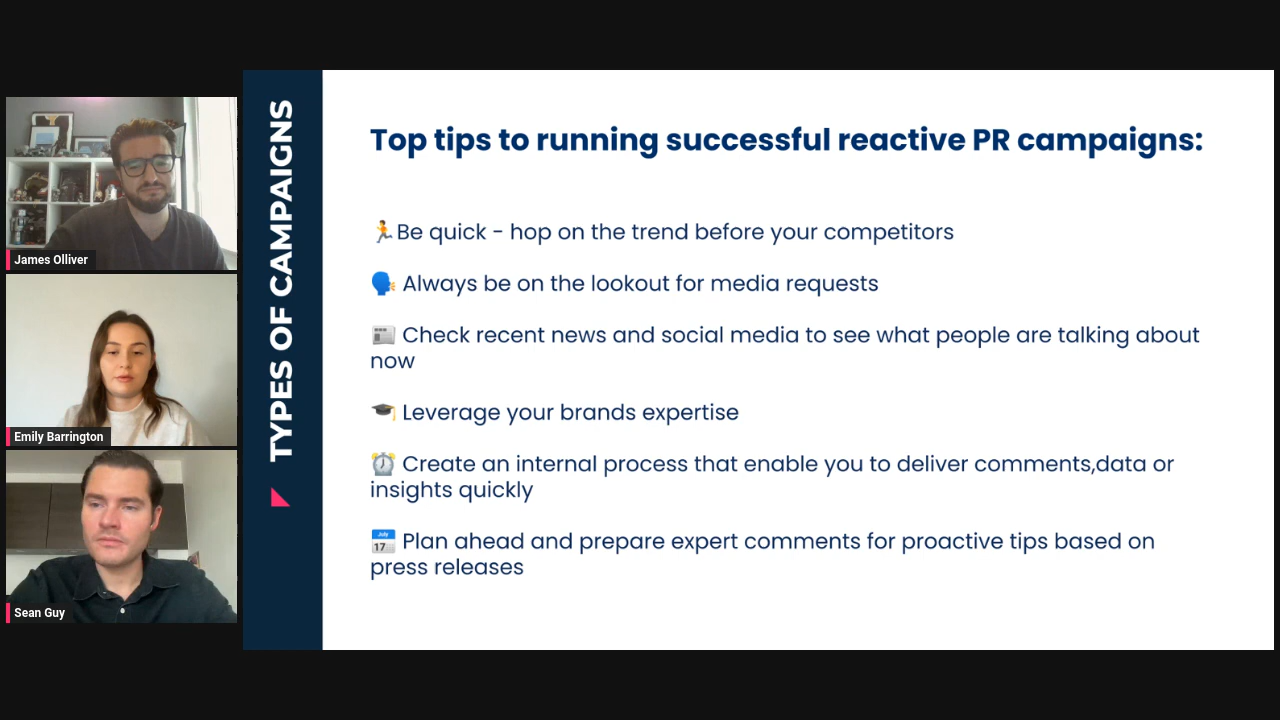 James Olliver
Emily Barrington
Sean Guy
TYPES OF CAMPAIGNS
Top tips to running successful reactive PR campaigns:
🏃Be quick - hop on the trend before your competitors
🗣️ Always be on the lookout for media requests
📰 Check recent news and social media to see what people are talking about
now
🎓 Leverage your brands expertise
⏰ Create an internal process that enable you to deliver comments,data or
insights quickly
📅 Plan ahead and prepare expert comments for proactive tips based on
press releases